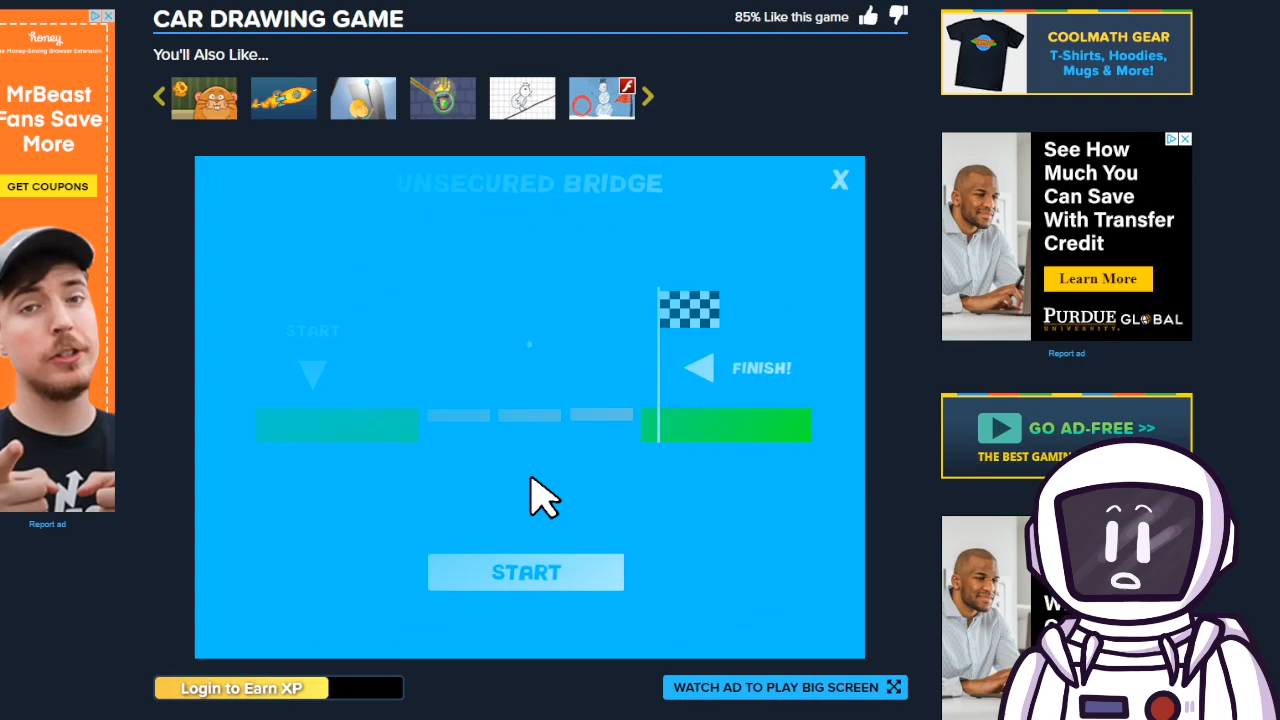 CAR DRAWING GAME
85% Like this game
You'll Also Like...
honey
MrBeast
Fans Save
More
GET COUPONS
Report ad
UNSECURED BRIDGE
X
START
FINISH!
START
Login to Earn XP
WATCH AD TO PLAY BIG SCREEN
COOLMATH GEAR
T-Shirts, Hoodies,
Mugs & More!
See How
Much You
Can Save
With Transfer
Credit
Learn More
PURDUE GLOBAL
UNIVERSITY
Report ad
GO AD-FREE >>
THE BEST